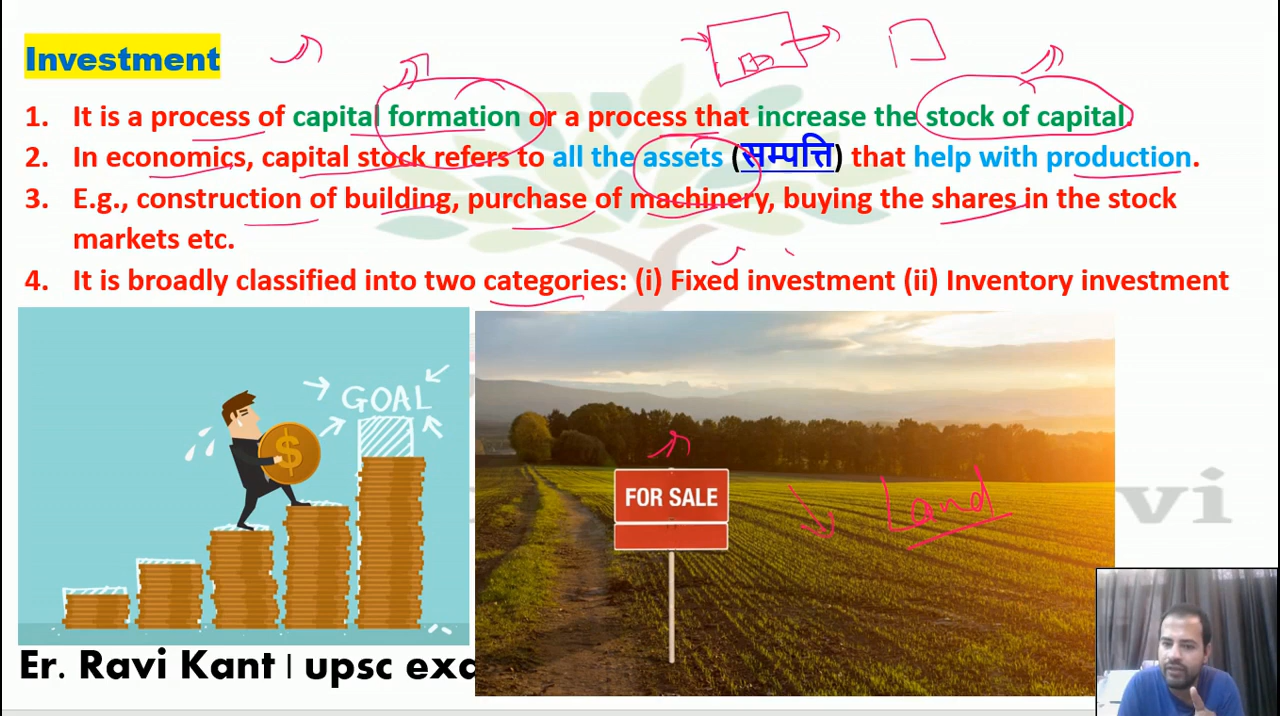 Investment
1. It is a process of capital formation or a process that increase the stock of capital.
2. In economics, capital stock refers to all the assets (सम्पत्ति) that help with production.
3. E.g., construction of building, purchase of machinery, buying the shares in the stock
markets etc.
4. It is broadly classified into two categories: (i) Fixed investment (ii) Inventory investment
GOAL
$
FOR SALE
Land
vi
Er. Ravi Kant | upsc exa